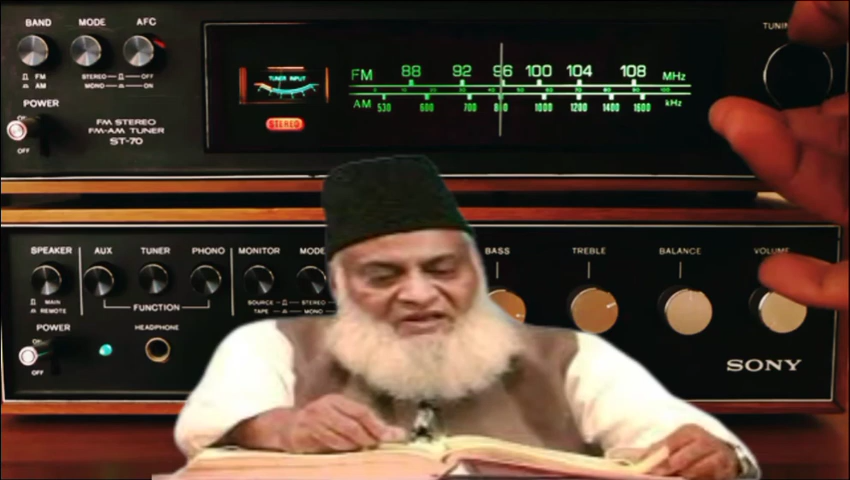 BAND MODE AFC
FM AM
STEREO MONO
OFF ON
POWER
ON
OFF
FM STEREO
FM-AM TUNER
ST-70
TUNER INPUT
STEREO
FM 88 92 96 100 104 108 MHz
AM 530 600 700 800 1000 1200 1400 1600 kHz
TUNING
SPEAKER AUX TUNER PHONO MONITOR MODE BASS TREBLE BALANCE VOLUME
MAIN
REMOTE
FUNCTION
SOURCE
TAPE
STEREO
MONO
POWER
OFF
HEADPHONE
SONY